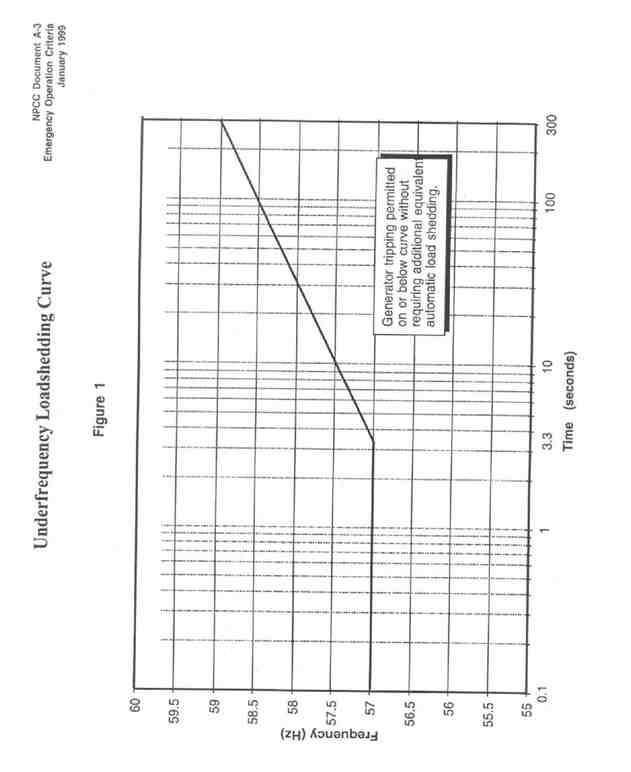 NPCC Document A-3
Emergency Operation Criteria
January 1999
Underfrequency Loadshedding Curve
Figure 1
Frequency (Hz)
60
59.5
59
58.5
58
57.5
57
56.5
56
55.5
55
Generator tripping permitted
on or below curve without
requiring additional equivalent
automatic load shedding.
0.1
1
3.3
10
100
300
Time (seconds)